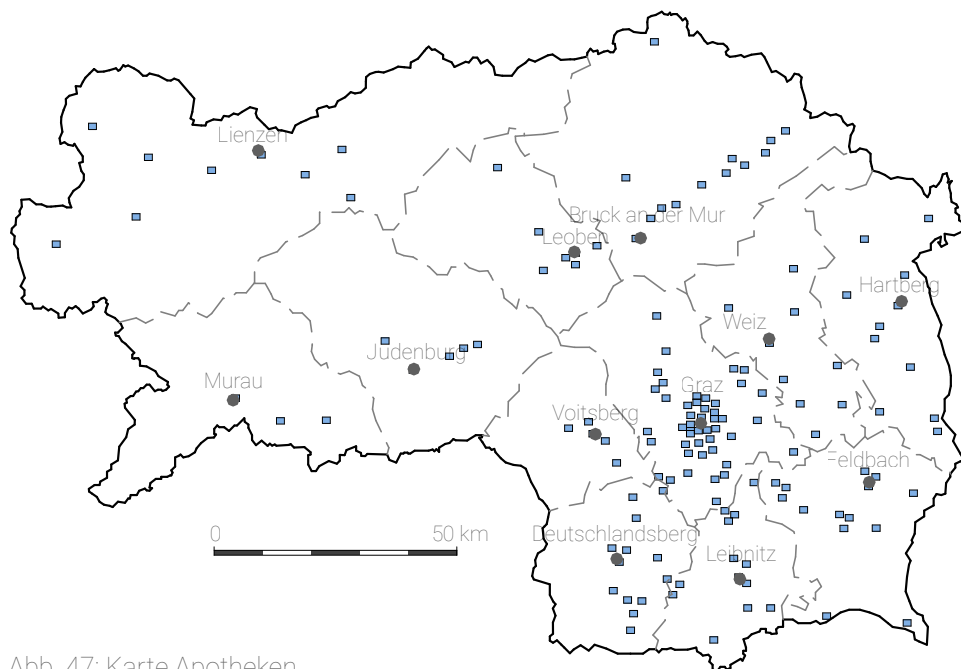 Lienzen
Bruck an der Mur
Leoben
Hartberg
Weiz
Judenburg
Murau
Graz
Voitsberg
Feldbach
0 50 km
Deutschlandsberg
Leibnitz
Abb. 47: Karte Apotheken